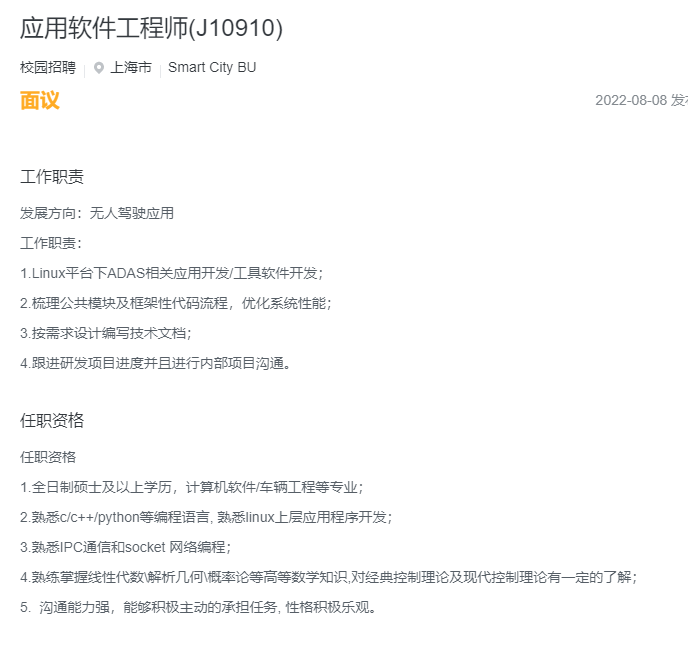 应用软件工程师(J10910)
校园招聘 上海市 Smart City BU
面议
2022-08-08 发
工作职责
发展方向：无人驾驶应用
工作职责：
1.Linux平台下ADAS相关应用开发/工具软件开发；
2.梳理公共模块及框架性代码流程，优化系统性能；
3.按需求设计编写技术文档；
4.跟进研发项目进度并且进行内部项目沟通。
任职资格
任职资格
1.全日制硕士及以上学历，计算机软件/车辆工程等专业；
2.熟悉c/c++/python等编程语言, 熟悉linux上层应用程序开发；
3.熟悉IPC通信和socket 网络编程；
4.熟练掌握线性代数\解析几何\概率论等高等数学知识,对经典控制理论及现代控制理论有一定的了解；
5. 沟通能力强，能够积极主动的承担任务, 性格积极乐观。